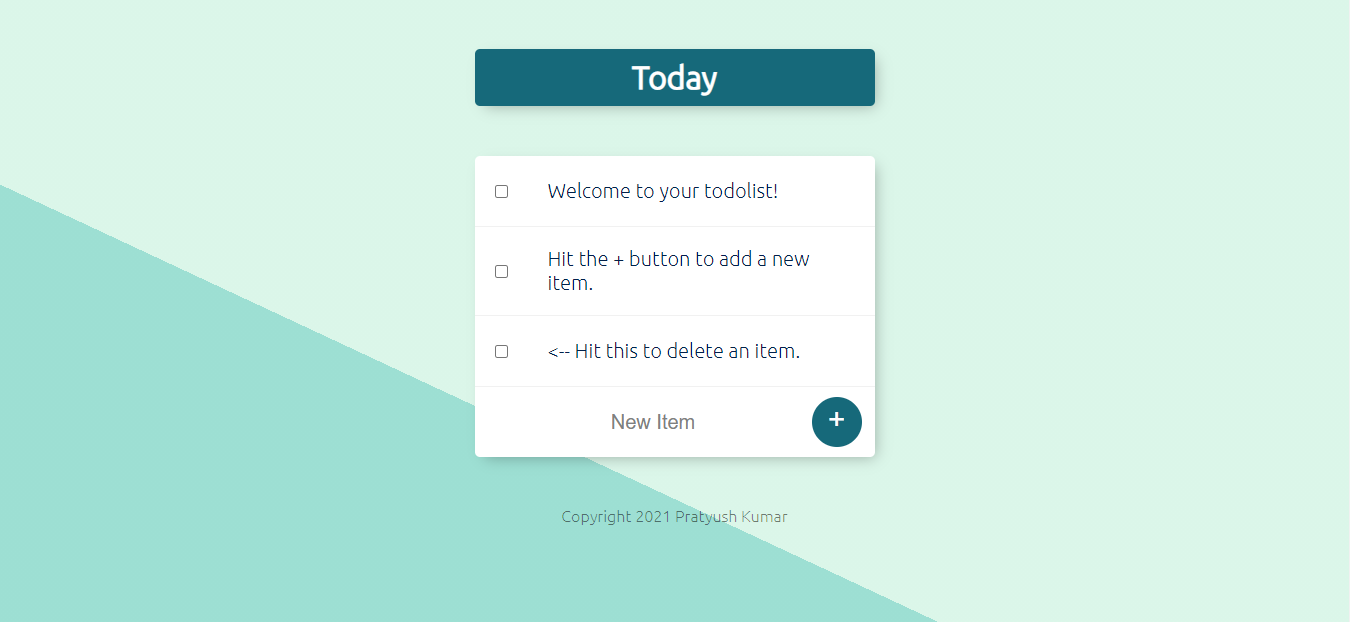 Today
Welcome to your todolist!
Hit the + button to add a new
item.
<-- Hit this to delete an item.
New Item
+
Copyright 2021 Pratyush Kumar